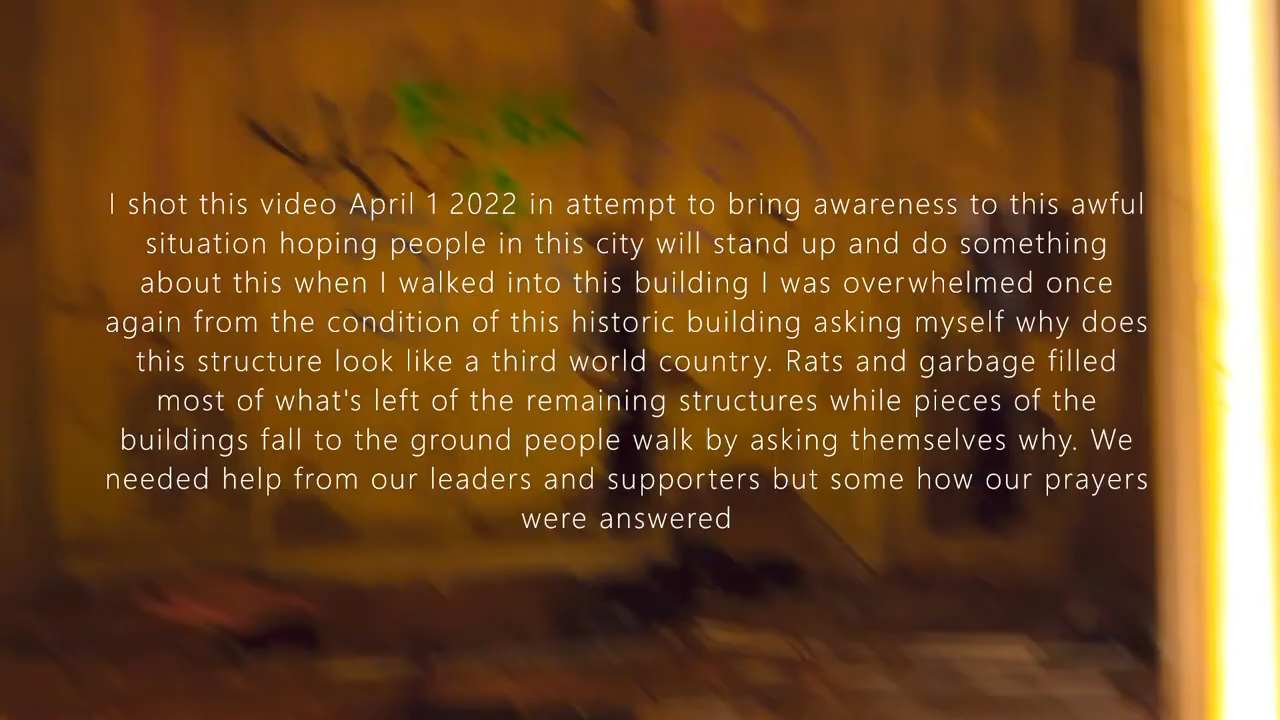 I shot this video April 1 2022 in attempt to bring awareness to this awful
situation hoping people in this city will stand up and do something
about this when I walked into this building I was overwhelmed once
again from the condition of this historic building asking myself why does
this structure look like a third world country. Rats and garbage filled
most of what's left of the remaining structures while pieces of the
buildings fall to the ground people walk by asking themselves why. We
needed help from our leaders and supporters but some how our prayers
were answered